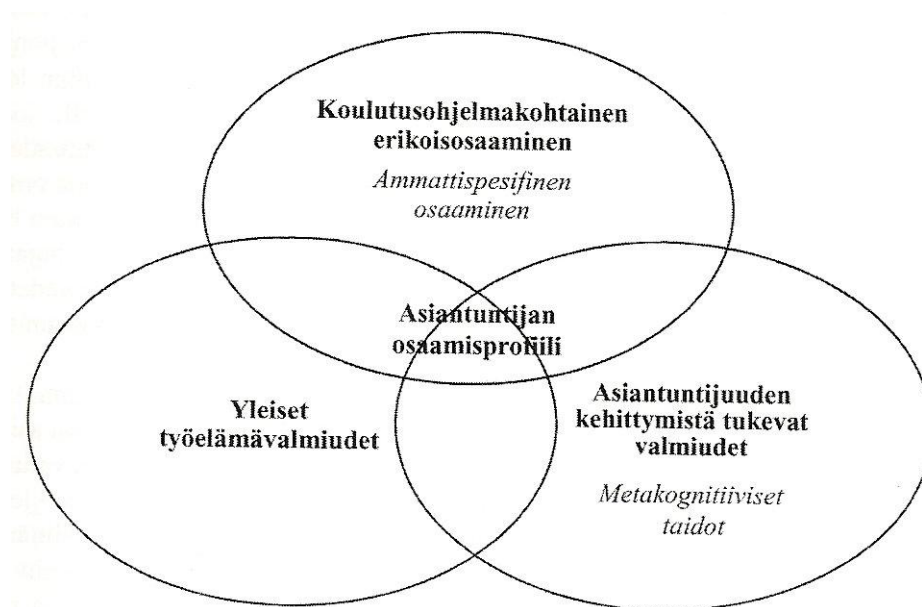 Koulutusohjelmakohtainen
erikoisosaaminen
Ammattispesifinen
osaaminen
Asiantuntijan
osaamisprofiili
Yleiset
työelämävalmiudet
Asiantuntijuuden
kehittymistä tukevat
valmiudet
Metakognitiiviset
taidot